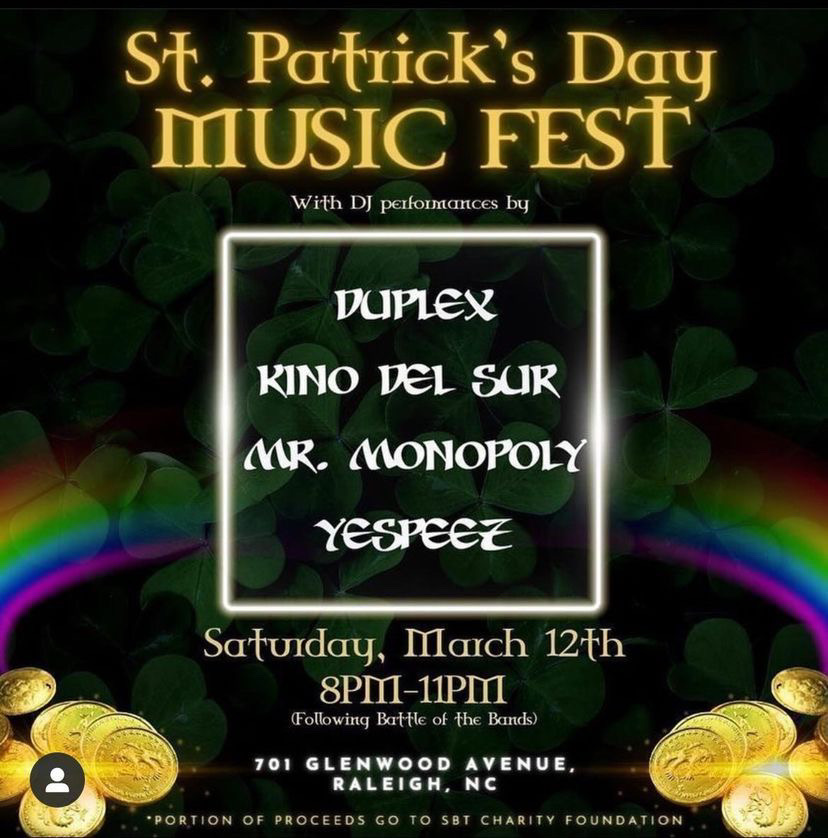 St. Patrick's Day
MUSIC FEST
With DJ performances by
DUPLEX
KINO DEL SUR
MR. MONOPOLY
YESPEEZ
Saturday, March 12th
8PM-11PM
(Following Battle of the Bands)
701 GLENWOOD AVENUE,
RALEIGH, NC
*PORTION OF PROCEEDS GO TO SBT CHARITY FOUNDATION